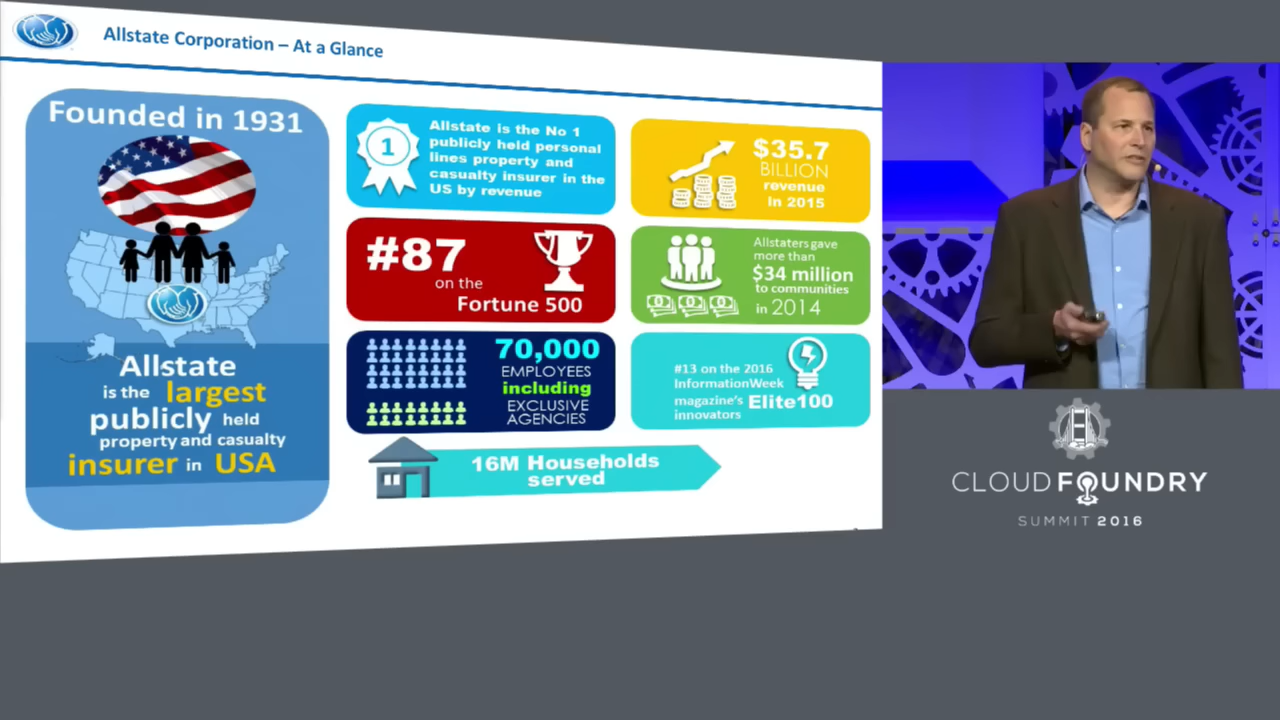 Allstate Corporation – At a Glance
Founded in 1931
Allstate
is the largest
publicly held
property and casualty
insurer in USA
1
Allstate is the No 1
publicly held personal
lines property and
casualty insurer in the
US by revenue
$35.7
BILLION
revenue
in 2015
#87
on the
Fortune 500
Allstaters gave
more than
$34 million
to communities
in 2014
70,000
EMPLOYEES
including
EXCLUSIVE
AGENCIES
#13 on the 2016
InformationWeek
magazine's Elite100
innovators
16M Households
served
CLOUD FOUNDRY
SUMMIT 2016